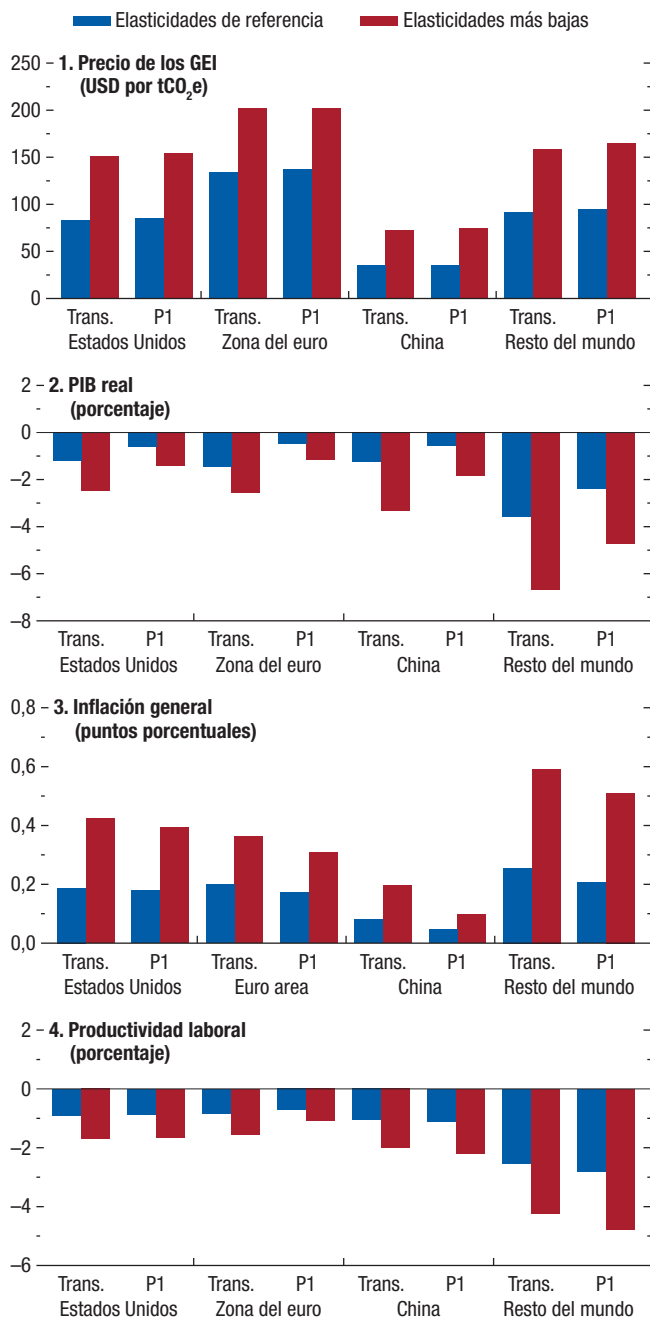 Elasticidades de referencia Elasticidades más bajas
1. Precio de los GEI
(USD por tCO₂e)
250
200
150
100
50
0
Trans. P1 Trans. P1 Trans. P1 Trans. P1
Estados Unidos Zona del euro China Resto del mundo
2. PIB real
(porcentaje)
2
0
–2
–4
–6
–8
Trans. P1 Trans. P1 Trans. P1 Trans. P1
Estados Unidos Zona del euro China Resto del mundo
3. Inflación general
(puntos porcentuales)
0,8
0,6
0,4
0,2
0,0
Trans. P1 Trans. P1 Trans. P1 Trans. P1
Estados Unidos Euro area China Resto del mundo
4. Productividad laboral
(porcentaje)
2
0
–2
–4
–6
Trans. P1 Trans. P1 Trans. P1 Trans. P1
Estados Unidos Zona del euro China Resto del mundo